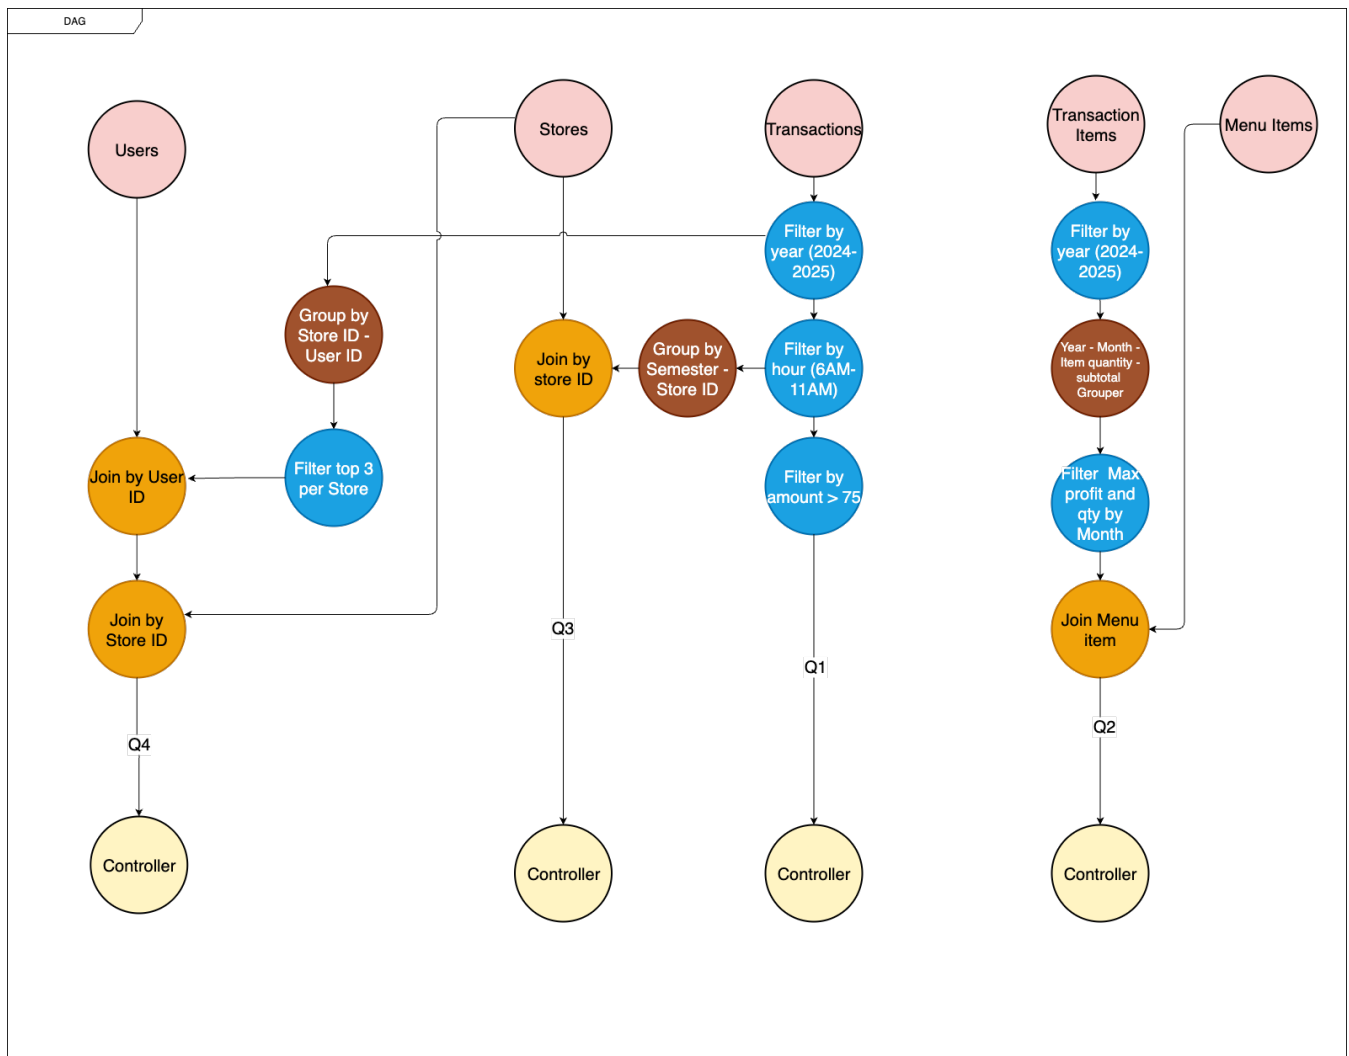 DAG
Users
Stores
Transactions
Transaction
Items
Menu Items
Filter by
year (2024-
2025)
Filter by
year (2024-
2025)
Group by
Store ID -
User ID
Join by
store ID
Group by
Semester -
Store ID
Filter by
hour (6AM-
11AM)
Year - Month -
Item quantity -
subtotal
Grouper
Join by User
ID
Filter top 3
per Store
Filter by
amount > 75
Filter  Max
profit and
qty by
Month
Join by
Store ID
Join Menu
item
Q3
Q1
Q2
Q4
Controller
Controller
Controller
Controller